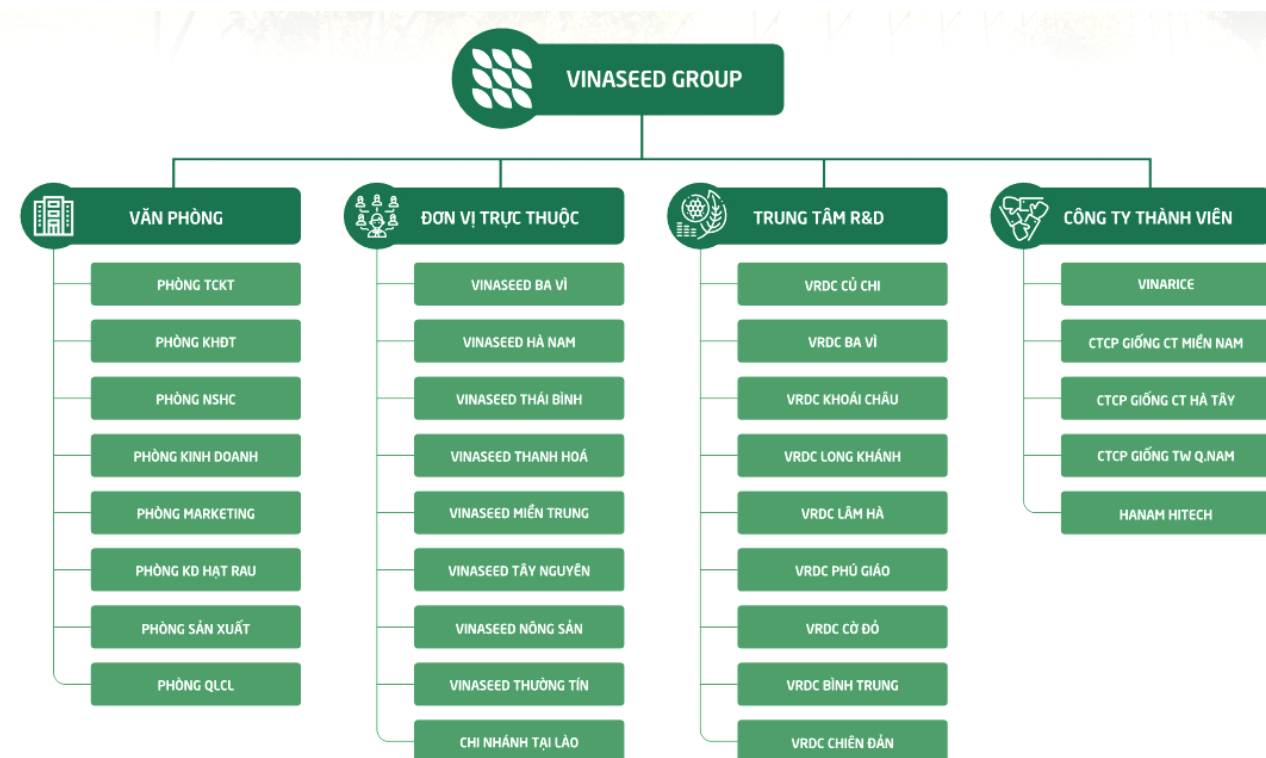 VINASEED GROUP
VĂN PHÒNG
PHÒNG TCKT
PHÒNG KHĐT
PHÒNG NSHC
PHÒNG KINH DOANH
PHÒNG MARKETING
PHÒNG KD HẠT RAU
PHÒNG SẢN XUẤT
PHÒNG QLCL
ĐƠN VỊ TRỰC THUỘC
VINASEED BA VÌ
VINASEED HÀ NAM
VINASEED THÁI BÌNH
VINASEED THANH HOÁ
VINASEED MIỀN TRUNG
VINASEED TÂY NGUYÊN
VINASEED NÔNG SẢN
VINASEED THƯỜNG TÍN
CHI NHÁNH TẠI LÀO
TRUNG TÂM R&D
VRDC CỦ CHI
VRDC BA VÌ
VRDC KHOÁI CHÂU
VRDC LONG KHÁNH
VRDC LÂM HÀ
VRDC PHÚ GIÁO
VRDC CỜ ĐỎ
VRDC BÌNH TRUNG
VRDC CHIÊN ĐÀN
CÔNG TY THÀNH VIÊN
VINARICE
CTCP GIỐNG CT MIỀN NAM
CTCP GIỐNG CT HÀ TÂY
CTCP GIỐNG TW Q.NAM
HANAM HITECH